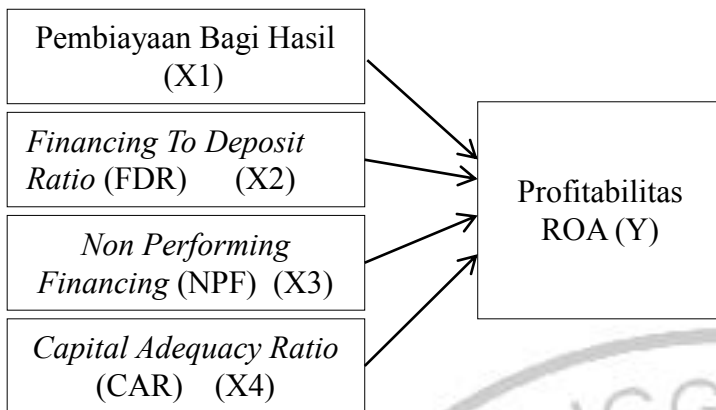 Pembiayaan Bagi Hasil
(X1)
Financing To Deposit
Ratio (FDR) (X2)
Non Performing
Financing (NPF) (X3)
Capital Adequacy Ratio
(CAR) (X4)
Profitabilitas
ROA (Y)